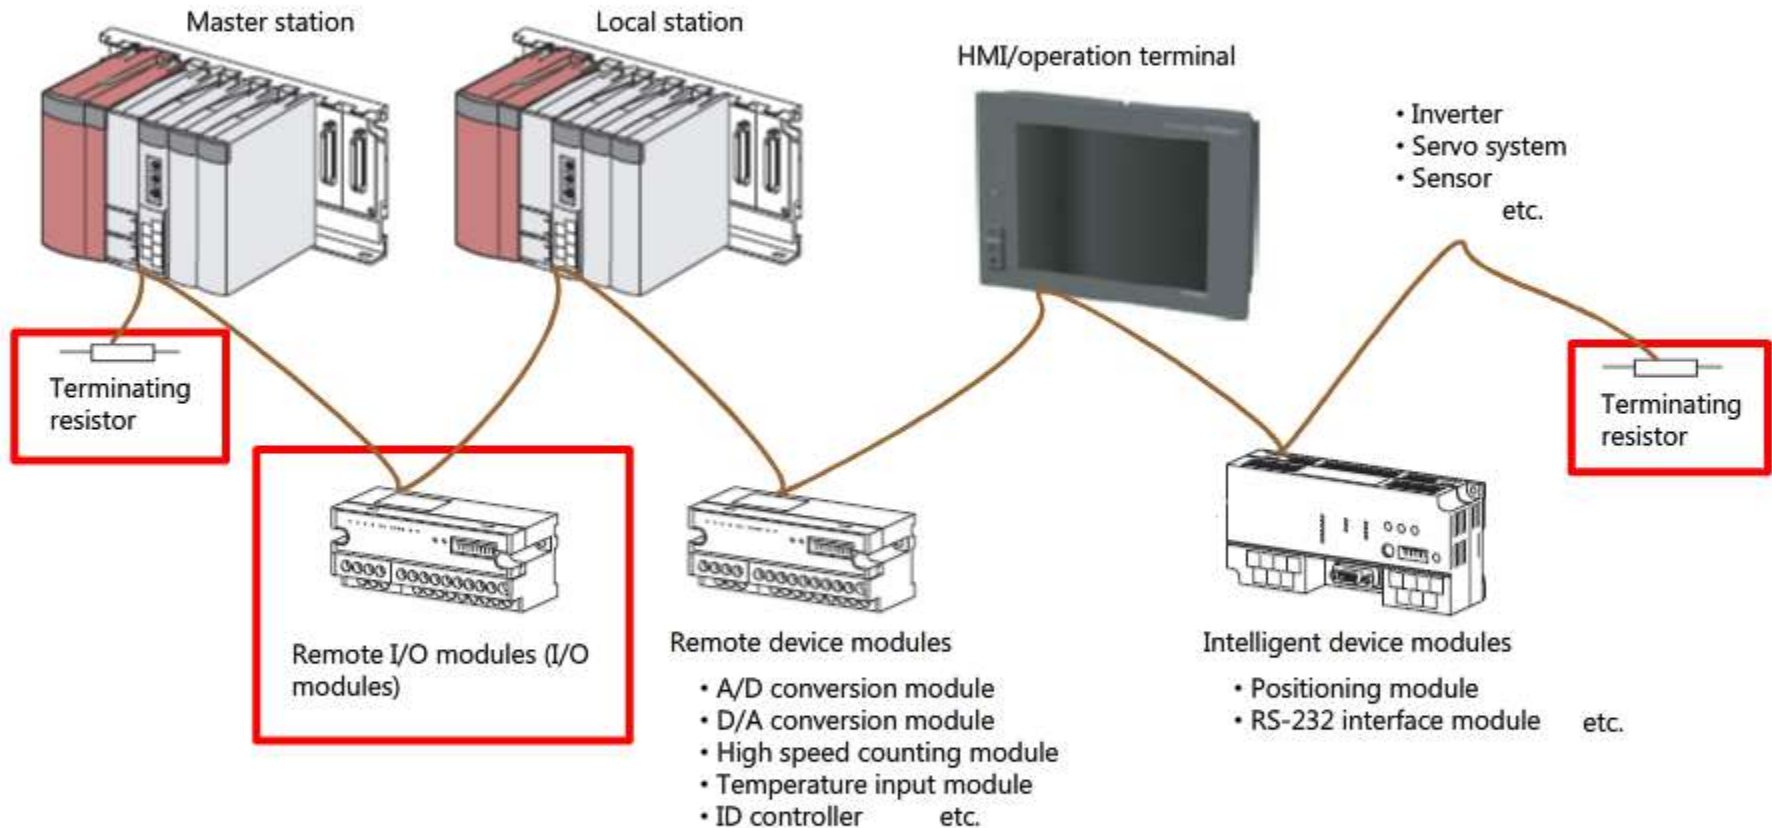 Master station
Local station
HMI/operation terminal
• Inverter
• Servo system
• Sensor
etc.
Terminating
resistor
Terminating
resistor
Remote I/O modules (I/O
modules)
Remote device modules
• A/D conversion module
• D/A conversion module
• High speed counting module
• Temperature input module
• ID controller etc.
Intelligent device modules
• Positioning module
• RS-232 interface module etc.